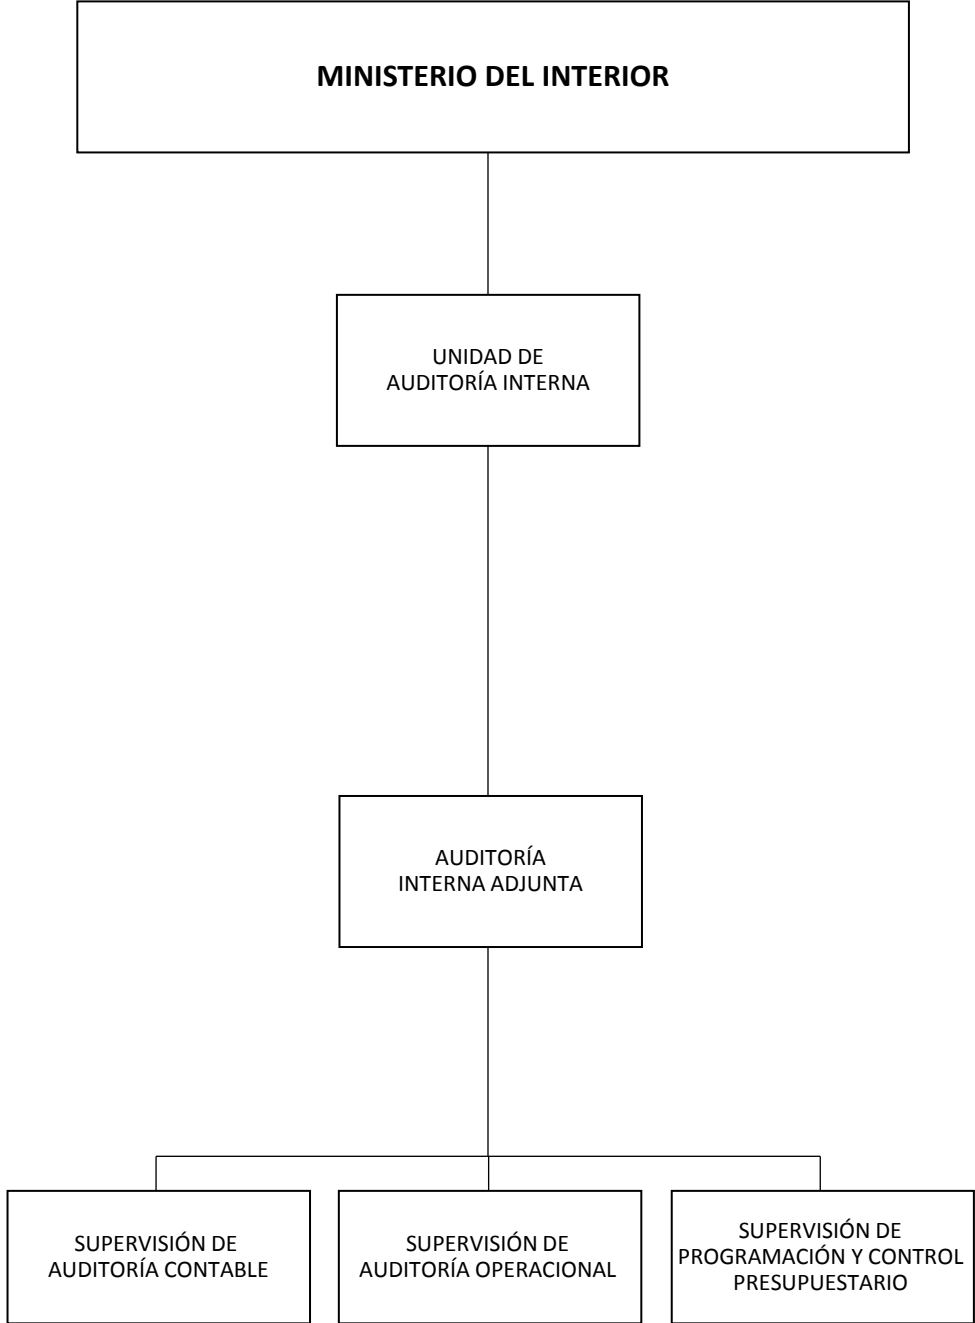 MINISTERIO DEL INTERIOR
UNIDAD DE
AUDITORÍA INTERNA
AUDITORÍA
INTERNA ADJUNTA
SUPERVISIÓN DE
AUDITORÍA CONTABLE
SUPERVISIÓN DE
AUDITORÍA OPERACIONAL
SUPERVISIÓN DE
PROGRAMACIÓN Y CONTROL
PRESUPUESTARIO